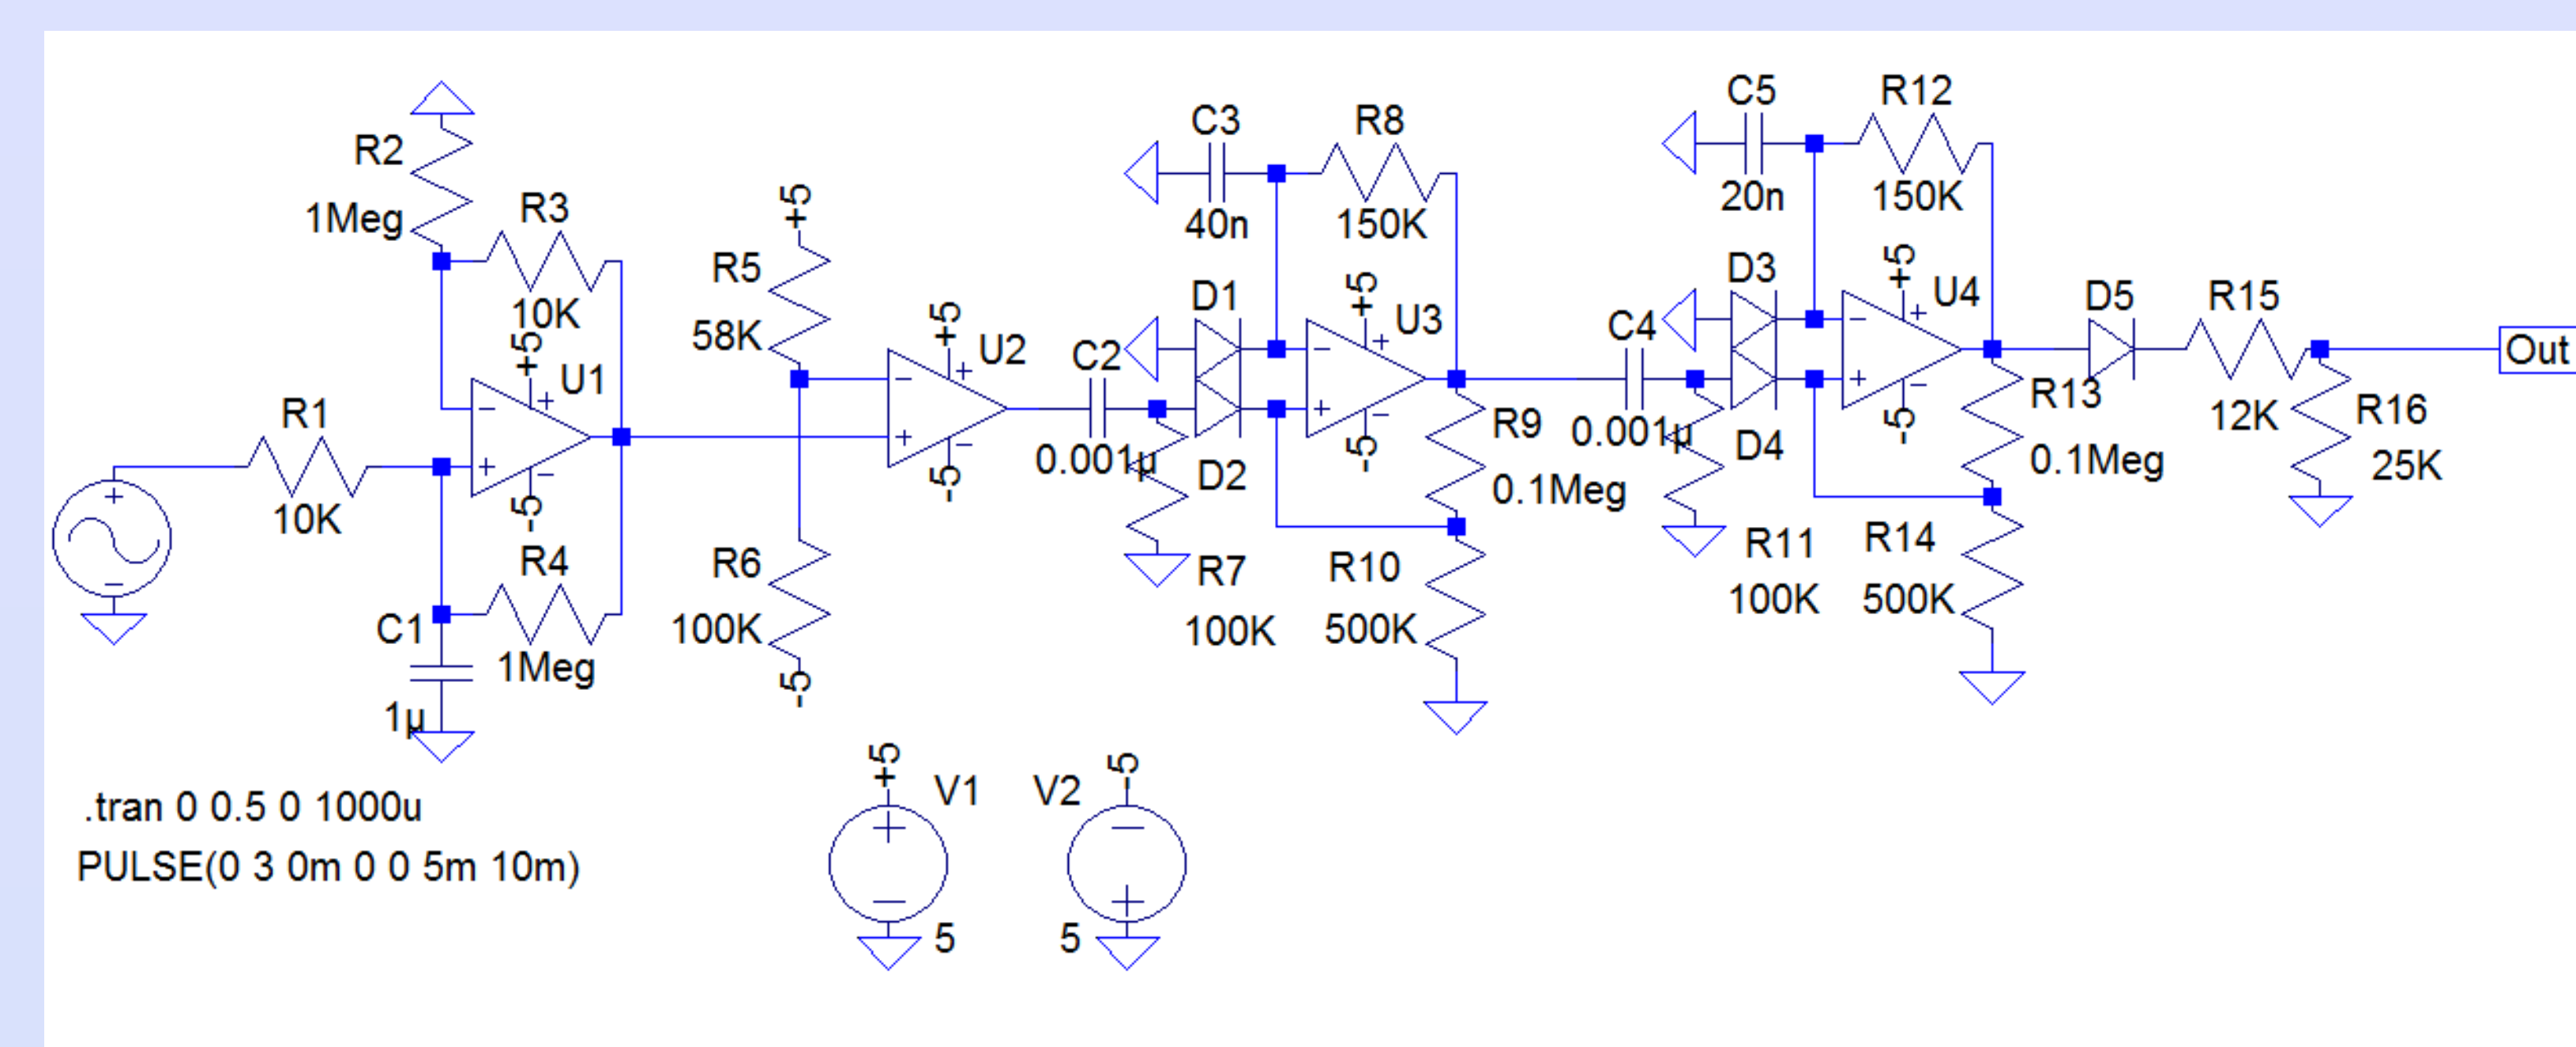 R2
1Meg
R3
10K
+5
U1
-5
R1
10K
R4
1Meg
C1
1µ
+5
R5
58K
R6
100K
-5
+5
U2
-5
C2
0.001µ
C3
40n
R8
150K
D1
D2
+5
U3
-5
R7
100K
R9
0.1Meg
R10
500K
C4
0.001µ
C5
20n
R12
150K
D3
D4
+5
U4
-5
R11
100K
R13
0.1Meg
R14
500K
D5
R15
12K
R16
25K
Out
+5
V1
5
-5
V2
5
.tran 0 0.5 0 1000u
PULSE(0 3 0m 0 0 5m 10m)